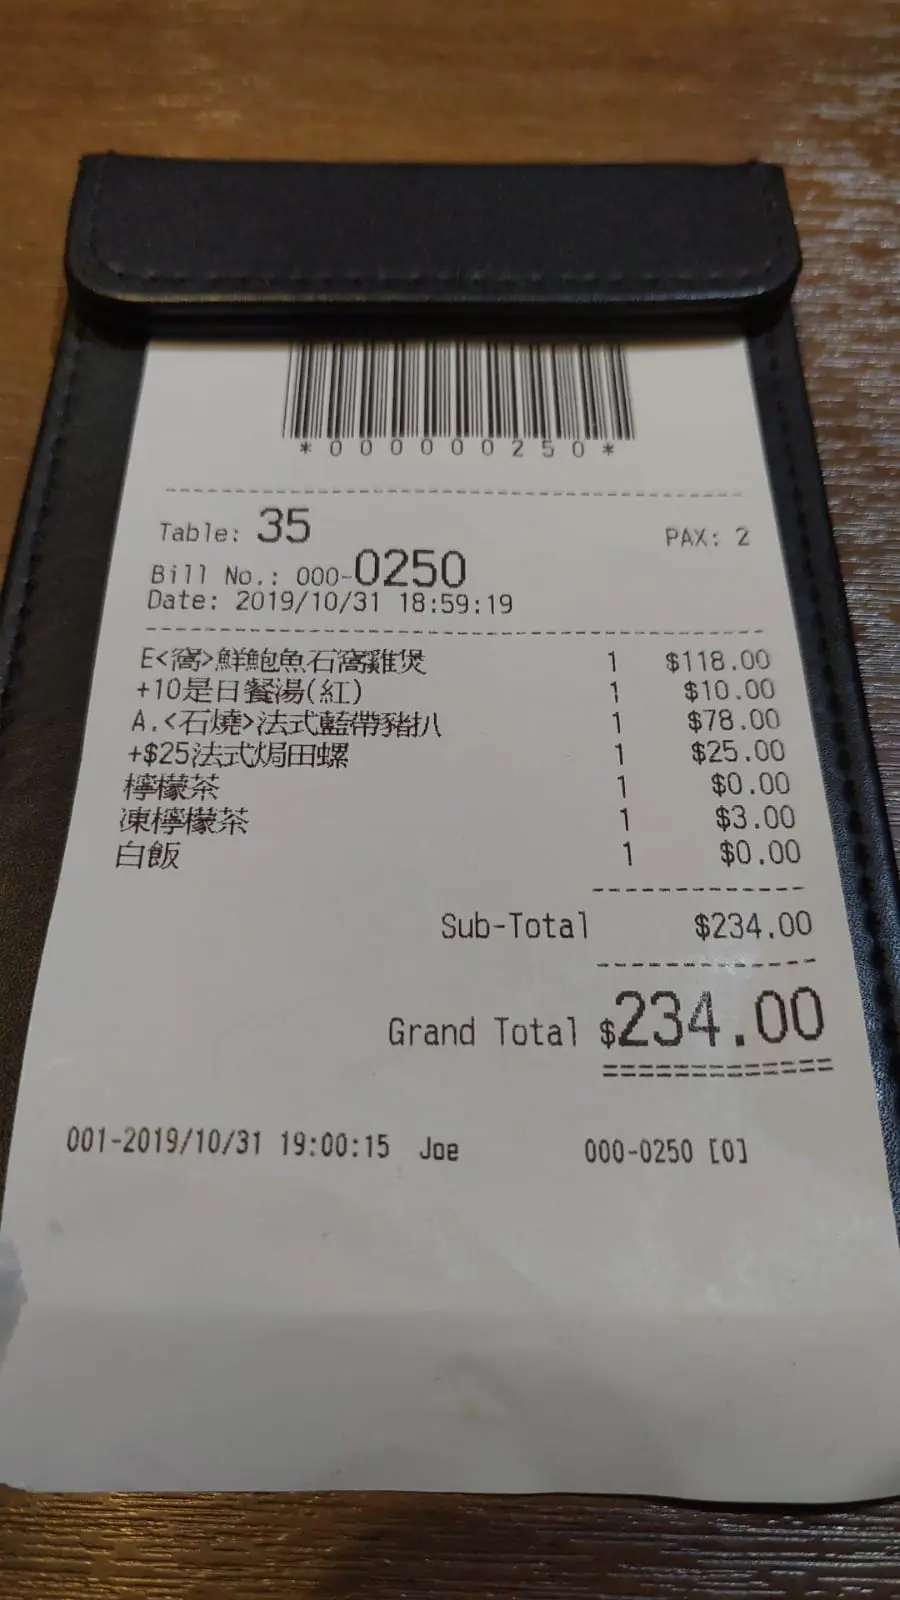 *000000250*
Table: 35 PAX: 2
Bill No.: 000-0250
Date: 2019/10/31 18:59:19
E<窩>鮮鮑魚石窩雞煲 1 $118.00
+10是日餐湯(紅) 1 $10.00
A.<石燒>法式藍帶豬扒 1 $78.00
+$25法式焗田螺 1 $25.00
檸檬茶 1 $0.00
凍檸檬茶 1 $3.00
白飯 1 $0.00
Sub-Total $234.00
Grand Total $234.00
001-2019/10/31 19:00:15 Joe 000-0250 [0]